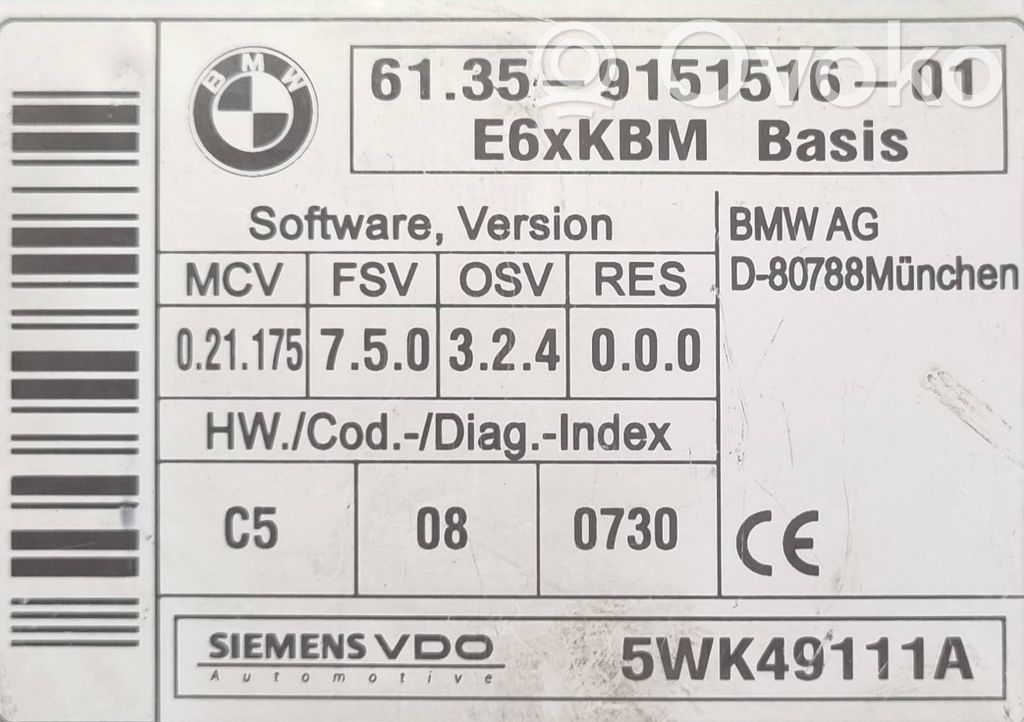 BMW
61.35-9151516-01
E6xKBM Basis
Ovoko
Software, Version
MCV FSV OSV RES
0.21.175 7.5.0 3.2.4 0.0.0
BMW AG
D-80788München
HW./Cod.-/Diag.-Index
C5 08 0730
CE
SIEMENS VDO
Automotive
5WK49111A